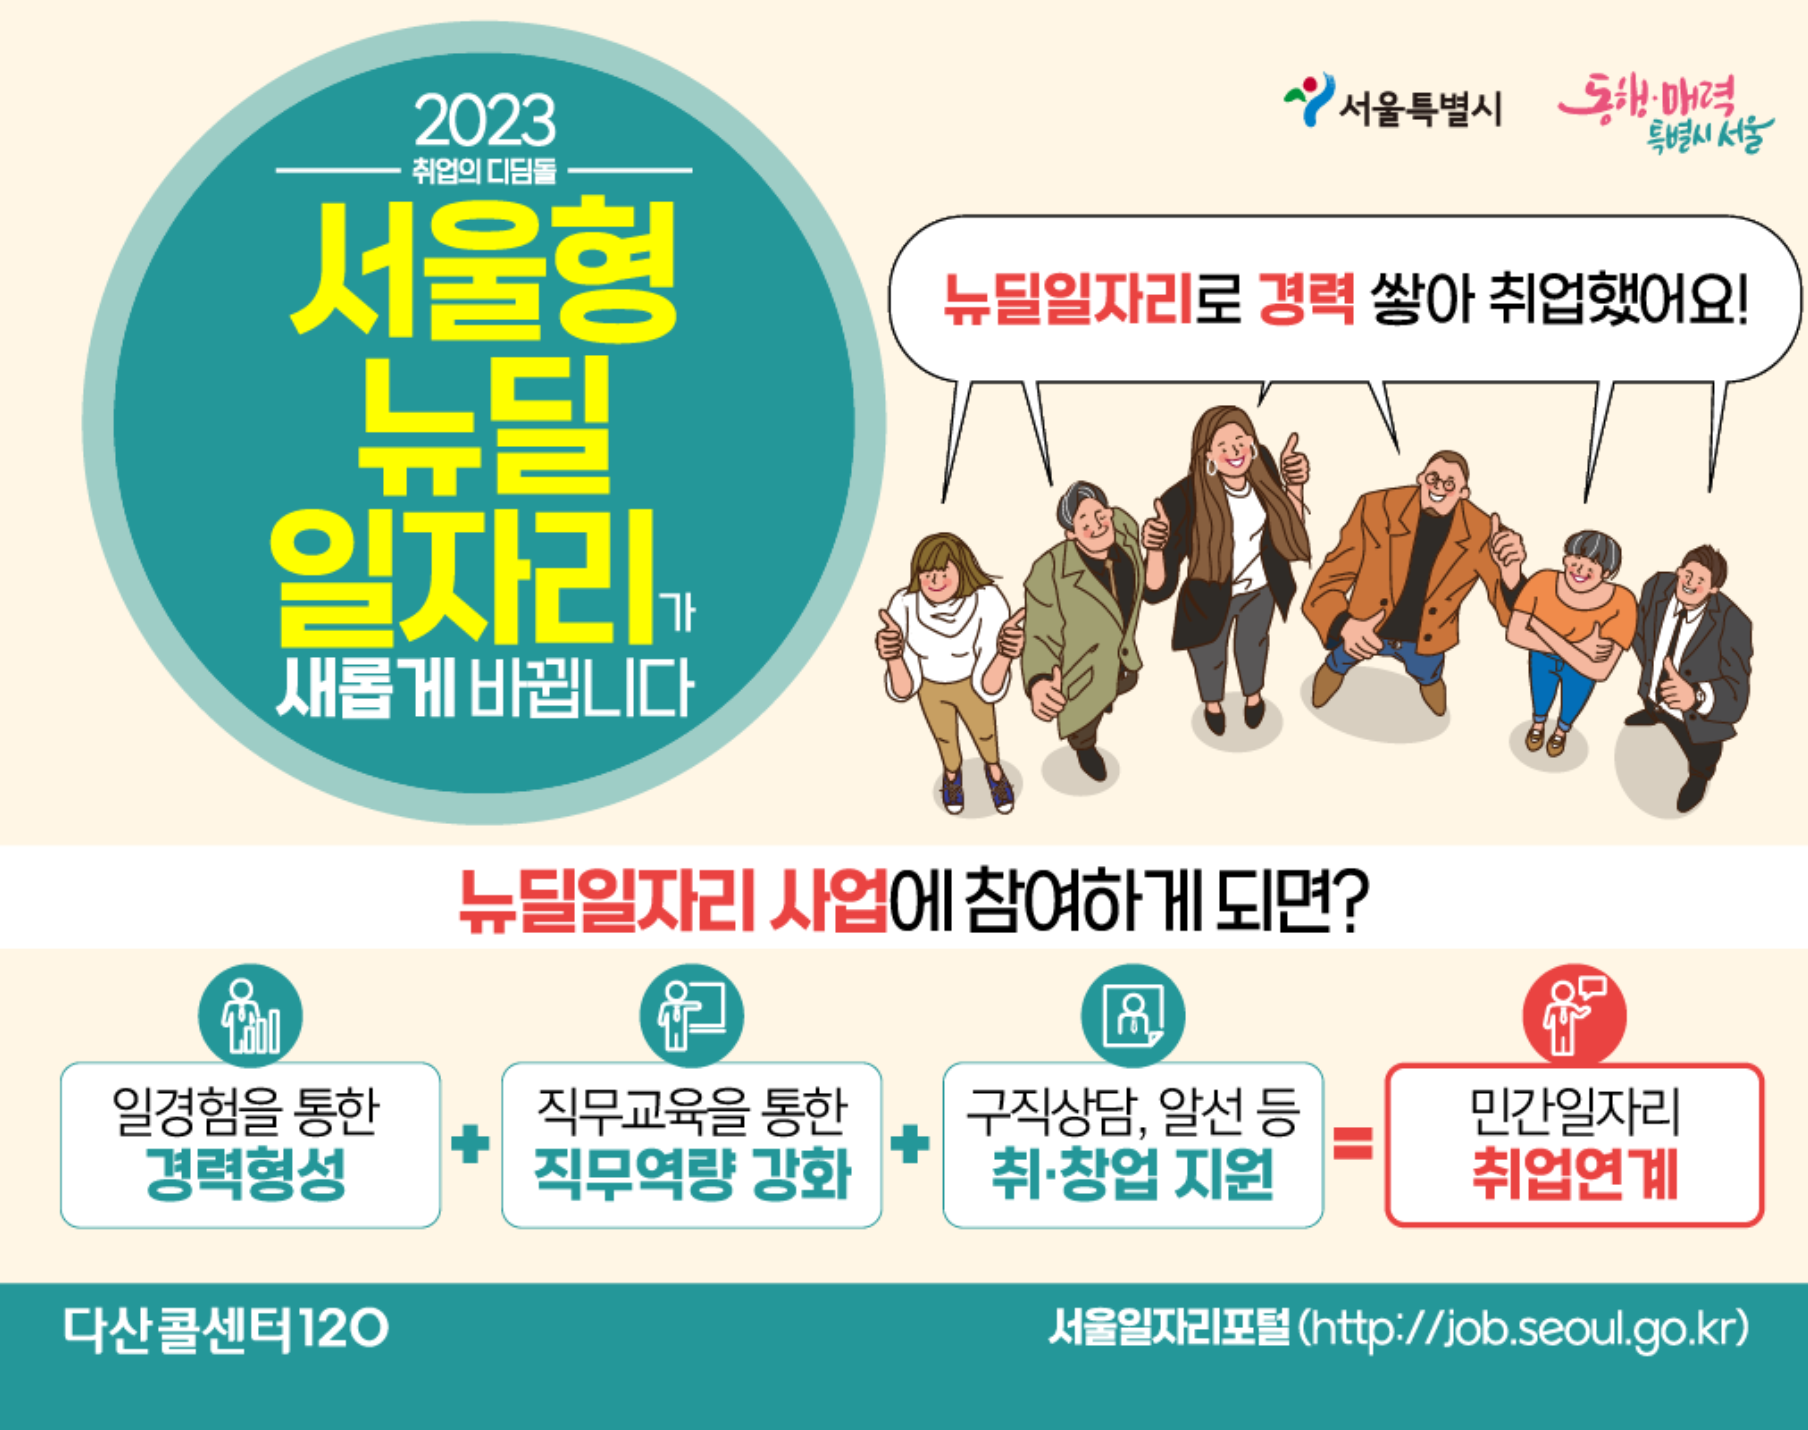 2023
취업의 디딤돌
서울형
뉴딜
일자리가
새롭게 바뀝니다
서울특별시
동행·매력
특별시 서울
뉴딜일자리로 경력 쌓아 취업했어요!
뉴딜일자리 사업에 참여하게 되면?
일경험을 통한
경력형성
+
직무교육을 통한
직무역량 강화
+
구직상담, 알선 등
취·창업 지원
=
민간일자리
취업연계
다산콜센터120
서울일자리포털(http://job.seoul.go.kr)